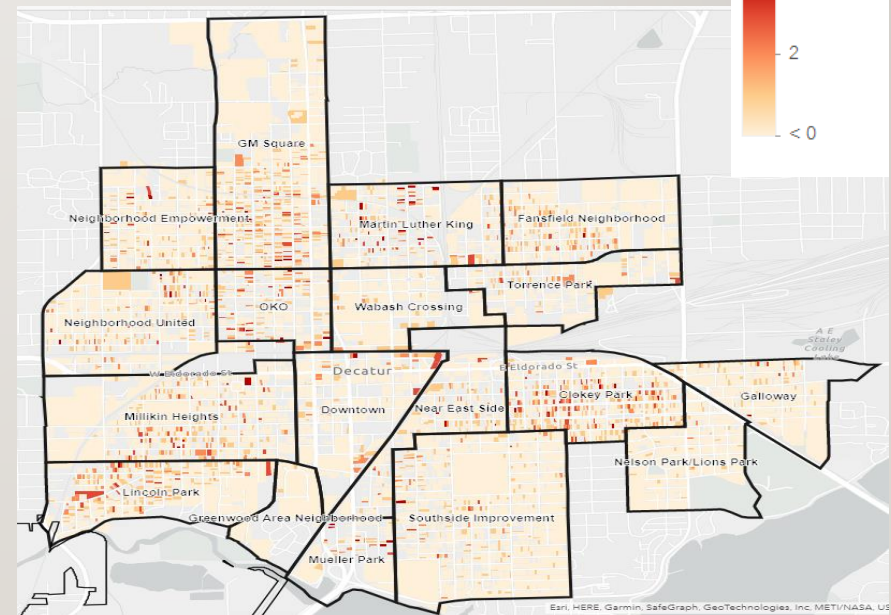 2
< 0
GM Square
Neighborhood Empowerment
Martin Luther King
Fansfield Neighborhood
Torrence Park
OKO
Wabash Crossing
Neighborhood United
A E
Staley
Cooling
Lake
W Eldorado St
Decatur
E Eldorado St
Millikin Heights
Downtown
Near East Side
Clokey Park
Galloway
Nelson Park/Lions Park
Lincoln Park
Greenwood Area Neighborhood
Southside Improvement
Mueller Park
Esri, HERE, Garmin, SafeGraph, GeoTechnologies, Inc, METI/NASA, US